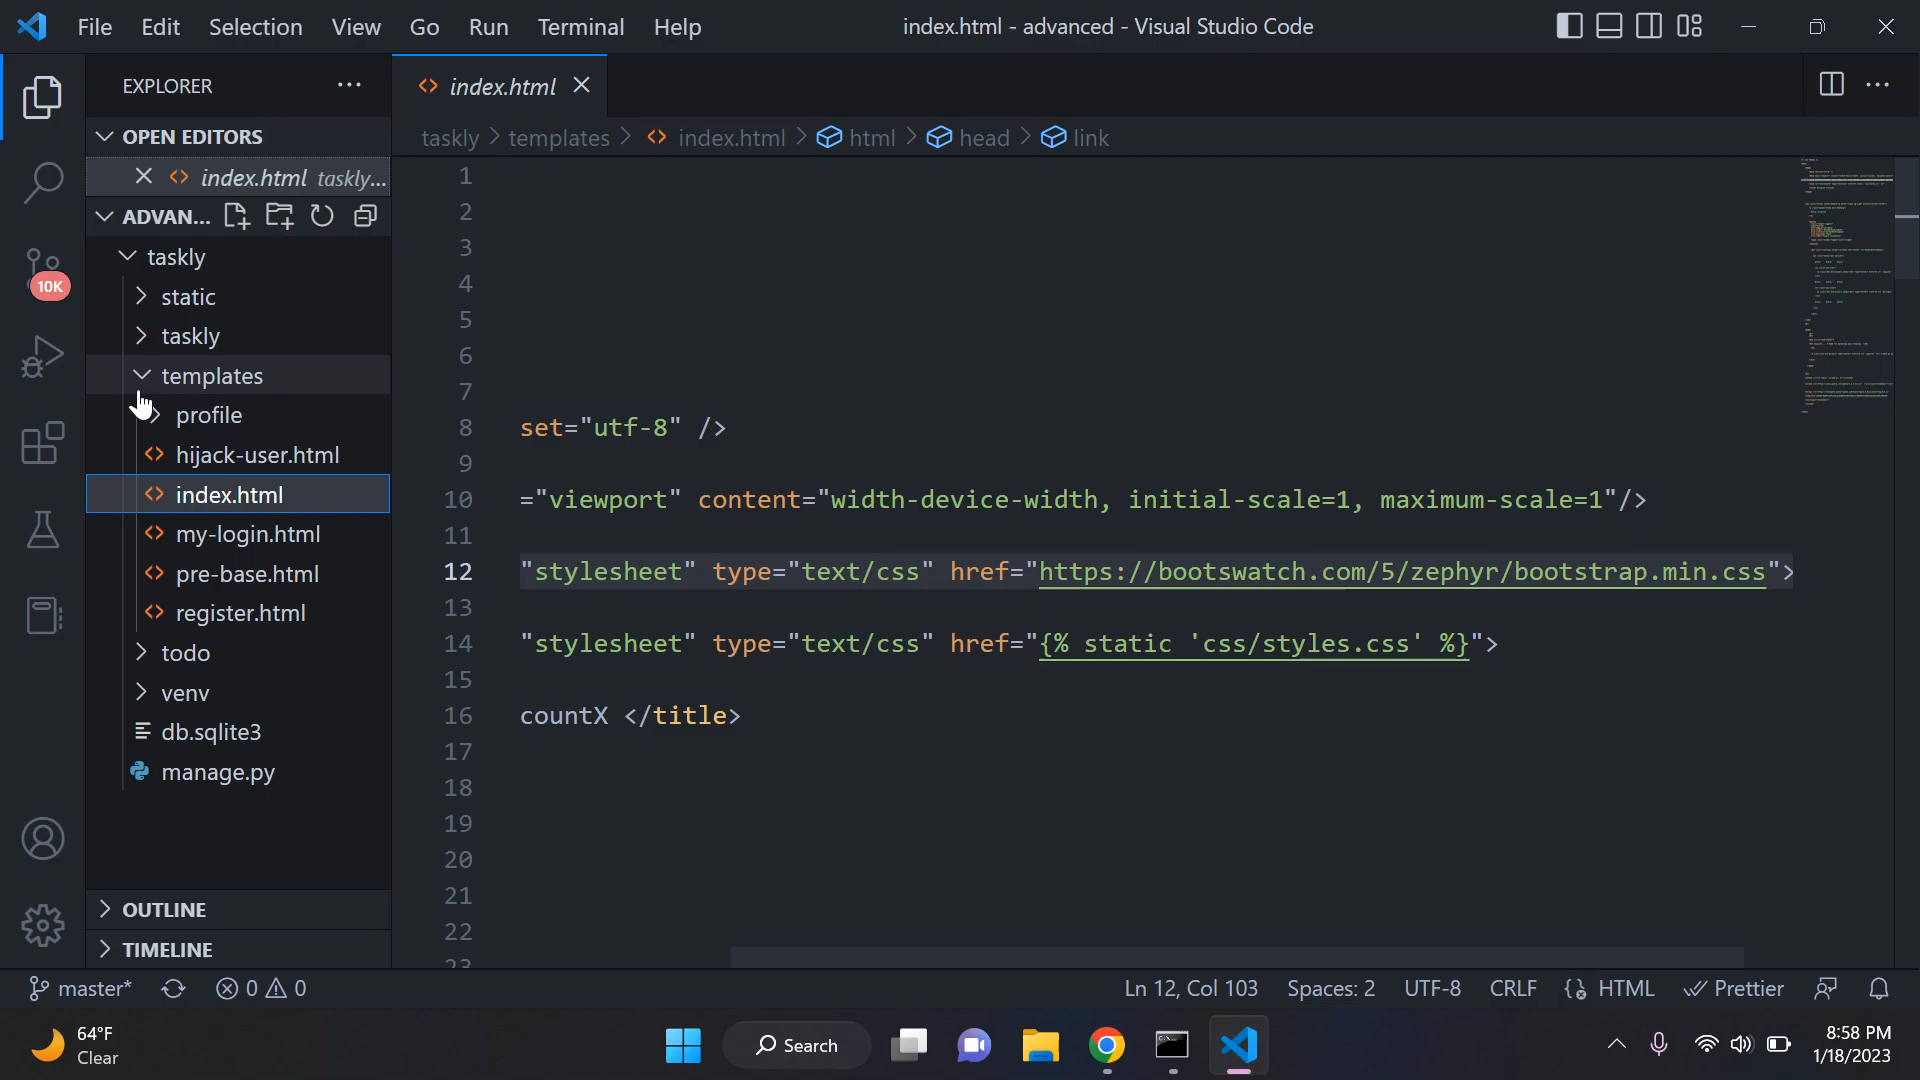 File Edit Selection View Go Run Terminal Help index.html - advanced - Visual Studio Code
EXPLORER
OPEN EDITORS
index.html taskly...
ADVAN...
taskly
static
taskly
templates
profile
hijack-user.html
index.html
my-login.html
pre-base.html
register.html
todo
venv
db.sqlite3
manage.py
OUTLINE
TIMELINE
10K
index.html
taskly > templates > index.html > html > head > link
1
2
3
4
5
6
7
8 set="utf-8" />
9
10 ="viewport" content="width-device-width, initial-scale=1, maximum-scale=1"/>
11
12 "stylesheet" type="text/css" href="https://bootswatch.com/5/zephyr/bootstrap.min.css">
13
14 "stylesheet" type="text/css" href="{% static 'css/styles.css' %}">
15
16 countX </title>
17
18
19
20
21
22
23
master* 0 0 Ln 12, Col 103 Spaces: 2 UTF-8 CRLF HTML Prettier
64°F
Clear
Search
8:58 PM
1/18/2023